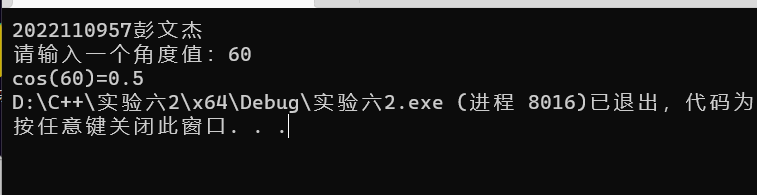 2022110957彭文杰
请输入一个角度值：60
cos(60)=0.5
D:\C++\实验六2\x64\Debug\实验六2.exe (进程 8016)已退出，代码为
按任意键关闭此窗口. . .